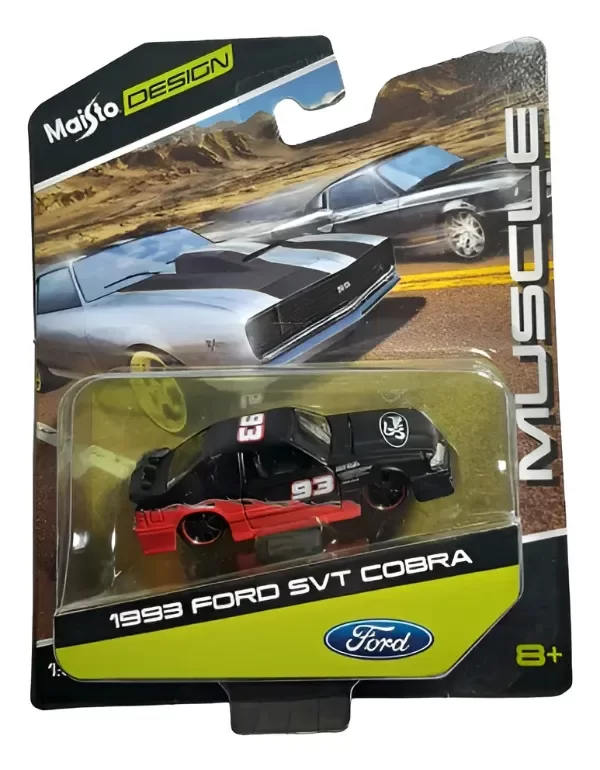 Maisto DESIGN
MUSCLE
93
93
1993 FORD SVT COBRA
Ford
8+